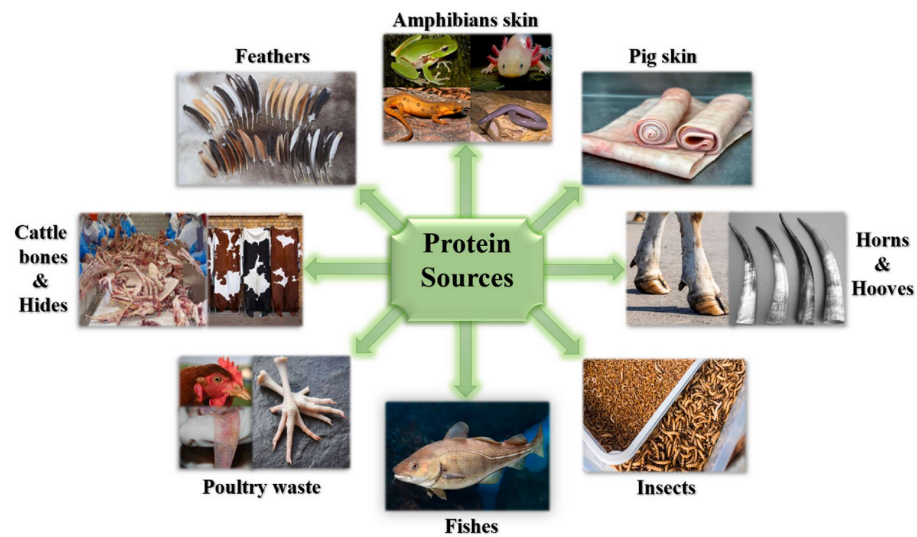 Amphibians skin
Feathers
Pig skin
Cattle
bones
&
Hides
Protein
Sources
Horns
&
Hooves
Poultry waste
Insects
Fishes